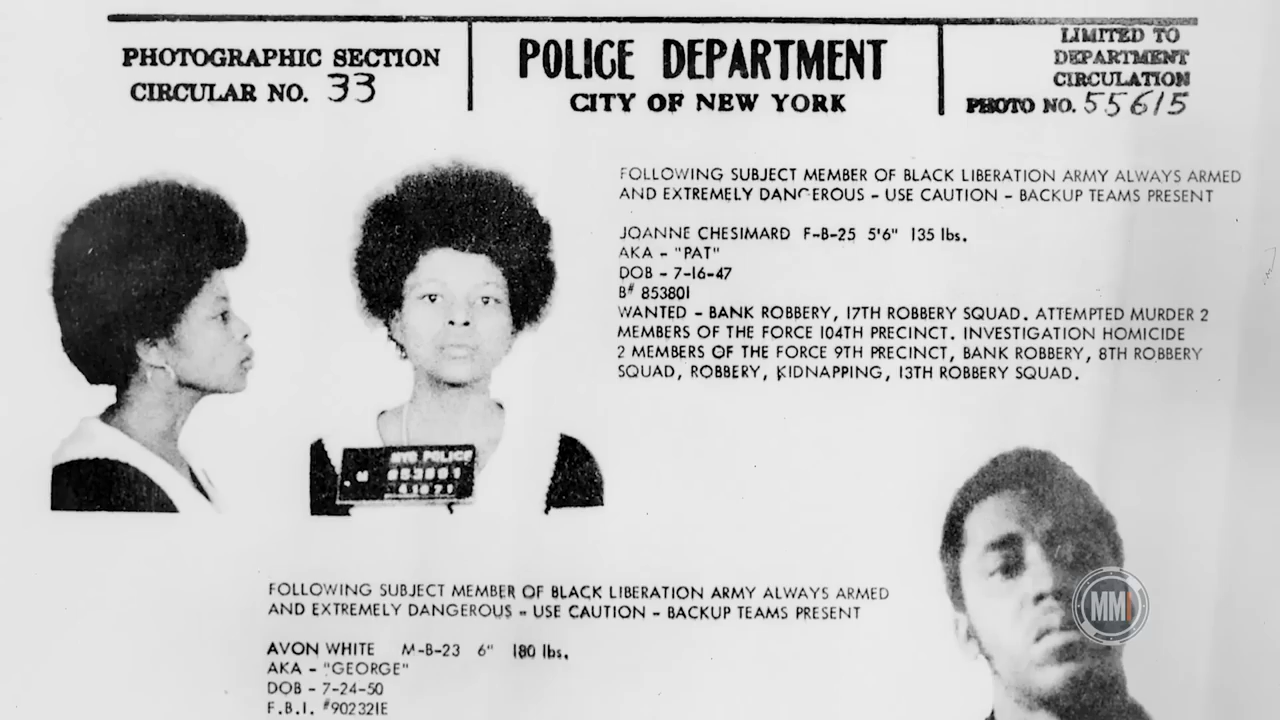 PHOTOGRAPHIC SECTION
CIRCULAR NO. 33
POLICE DEPARTMENT
CITY OF NEW YORK
LIMITED TO
DEPARTMENT
CIRCULATION
PHOTO NO. 55615
FOLLOWING SUBJECT MEMBER OF BLACK LIBERATION ARMY ALWAYS ARMED
AND EXTREMELY DANGEROUS - USE CAUTION - BACKUP TEAMS PRESENT
JOANNE CHESIMARD F-B-25 5'6" 135 lbs.
AKA - "PAT"
DOB - 7-16-47
B# 853801
WANTED - BANK ROBBERY, 17TH ROBBERY SQUAD. ATTEMPTED MURDER 2
MEMBERS OF THE FORCE 104TH PRECINCT. INVESTIGATION HOMICIDE
2 MEMBERS OF THE FORCE 9TH PRECINCT, BANK ROBBERY, 8TH ROBBERY
SQUAD, ROBBERY, KIDNAPPING, 13TH ROBBERY SQUAD.
NYC POLICE
FOLLOWING SUBJECT MEMBER OF BLACK LIBERATION ARMY ALWAYS ARMED
AND EXTREMELY DANGEROUS - USE CAUTION - BACKUP TEAMS PRESENT
AVON WHITE M-B-23 6" 180 lbs.
AKA - "GEORGE"
DOB - 7-24-50
F.B.I. #902321E
MMI